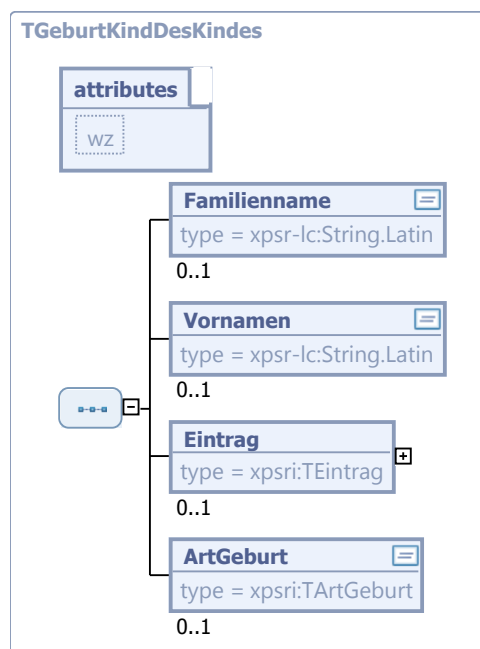 TGeburtKindDesKindes
attributes
wz
Familienname
type = xpsr-lc:String.Latin
0..1
Vornamen
type = xpsr-lc:String.Latin
0..1
Eintrag
type = xpsri:TEintrag
0..1
ArtGeburt
type = xpsri:TArtGeburt
0..1